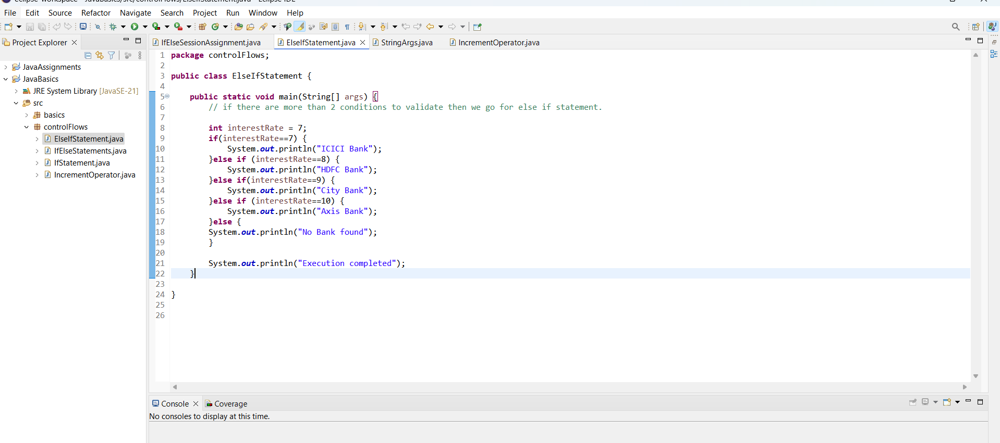 eclipse-workspace - JavaBasics/src/controlFlows/ElseIfStatement.java - Eclipse IDE
File Edit Source Refactor Navigate Search Project Run Window Help
Project Explorer
IfElseSessionAssignment.java ElseIfStatement.java StringArgs.java IncrementOperator.java
JavaAssignments
JavaBasics
JRE System Library [JavaSE-21]
src
basics
controlFlows
ElseIfStatement.java
IfElseStatements.java
IfStatement.java
IncrementOperator.java
1 package controlFlows;
2
3 public class ElseIfStatement {
4
5 public static void main(String[] args) {
6 // if there are more than 2 conditions to validate then we go for else if statement.
7
8 int interestRate = 7;
9 if(interestRate==7) {
10 System.out.println("ICICI Bank");
11 }else if (interestRate==8) {
12 System.out.println("HDFC Bank");
13 }else if(interestRate==9) {
14 System.out.println("City Bank");
15 }else if (interestRate==10) {
16 System.out.println("Axis Bank");
17 }else {
18 System.out.println("No Bank found");
19 }
20
21 System.out.println("Execution completed");
22 }
23
24 }
25
26
Console Coverage
No consoles to display at this time.